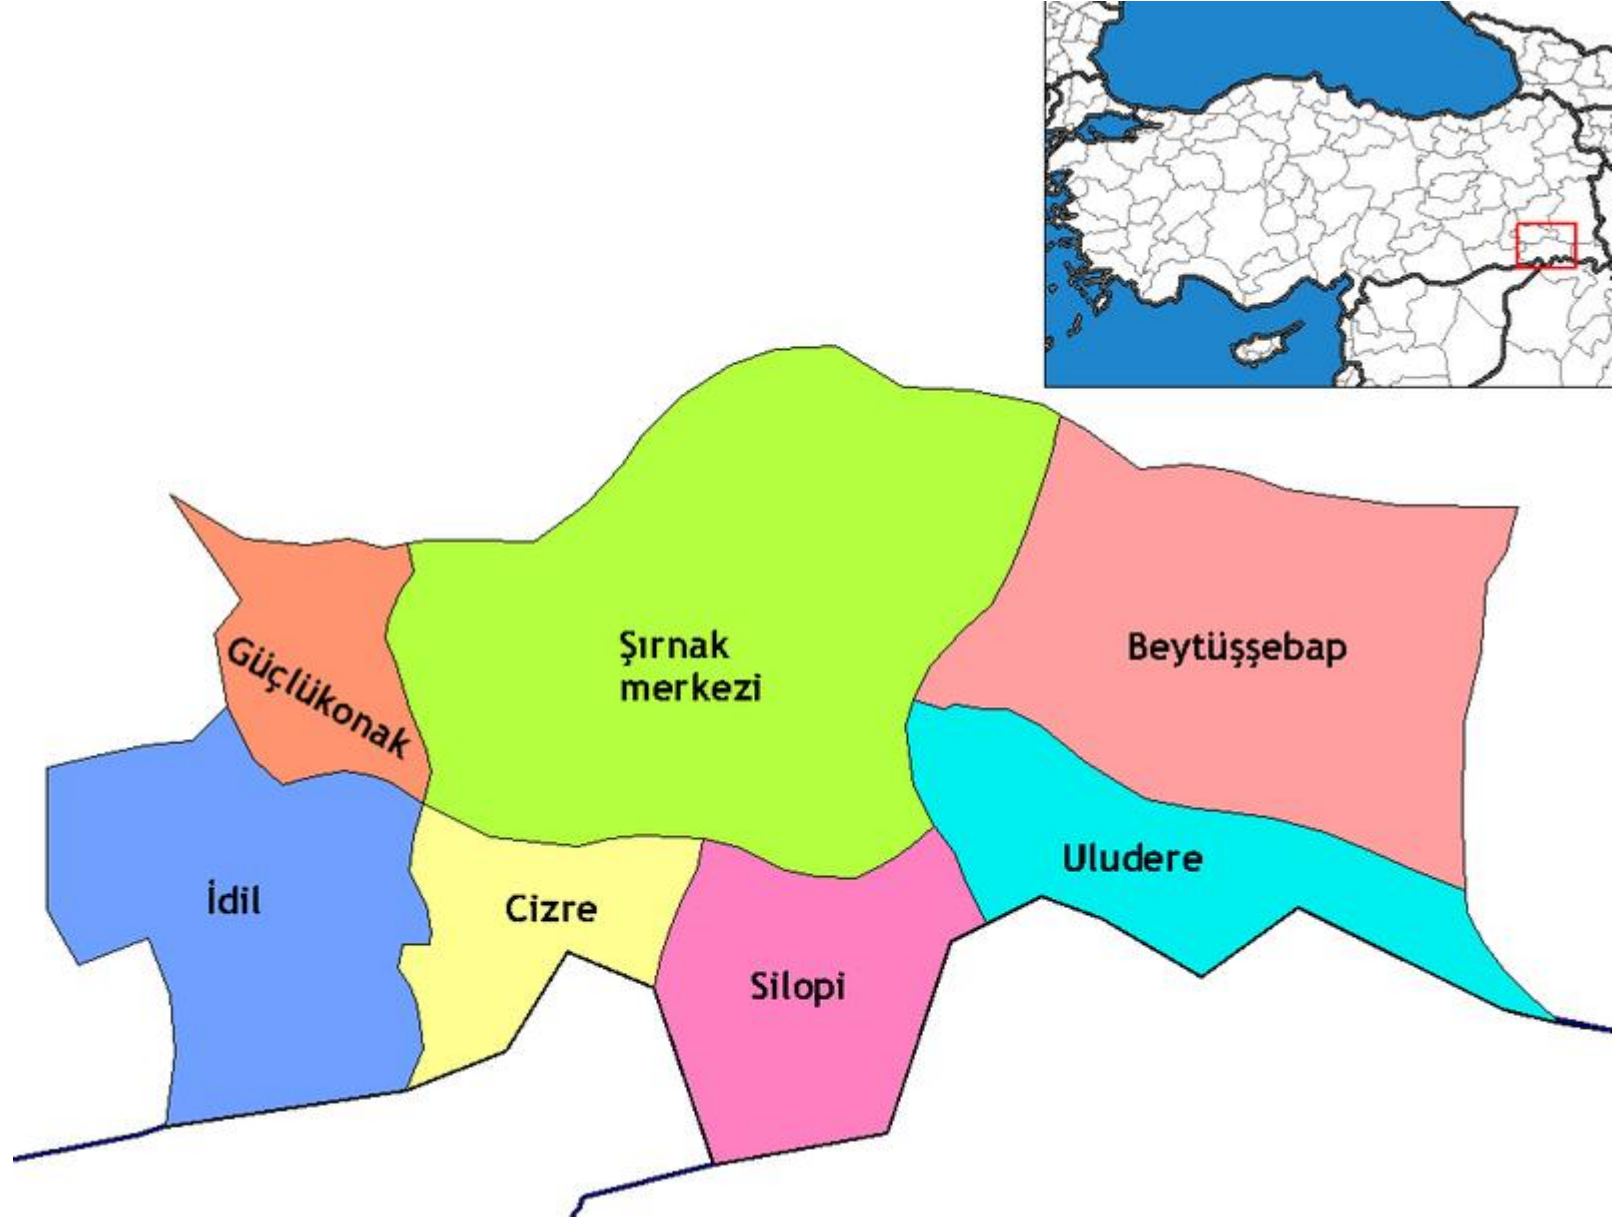 Güçlükonak
Şırnak
merkezi
Beytüşşebap
İdil
Cizre
Uludere
Silopi